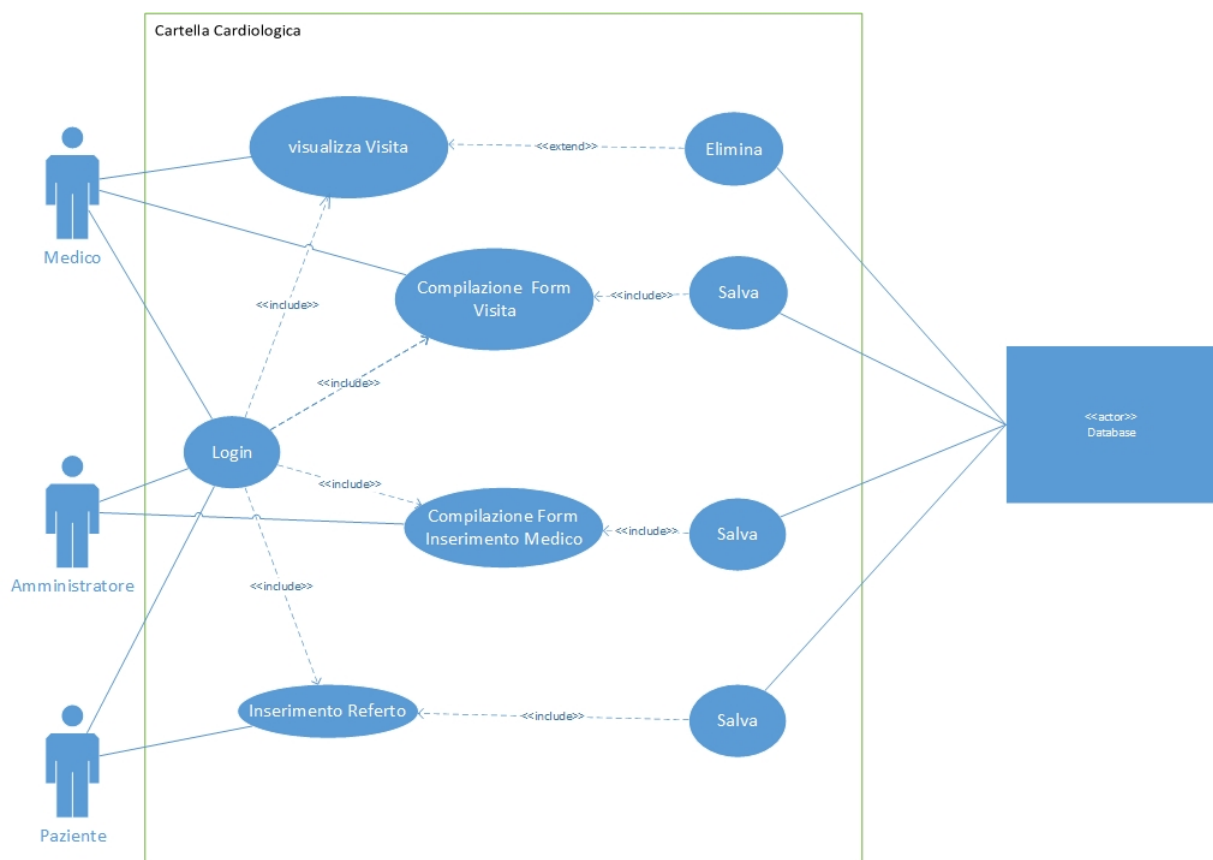 Cartella Cardiologica
visualizza Visita
<<extend>>
Elimina
Medico
Compilazione Form
Visita
<<include>>
Salva
<<include>>
<<include>>
<<actor>>
Database
Login
<<include>>
Compilazione Form
Inserimento Medico
<<include>>
Salva
Amministratore
<<include>>
Inserimento Referto
<<include>>
Salva
Paziente